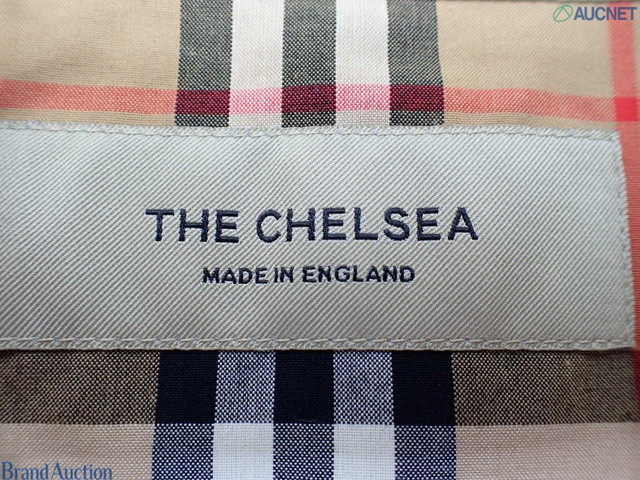 AUCNET
THE CHELSEA
MADE IN ENGLAND
Brand Auction